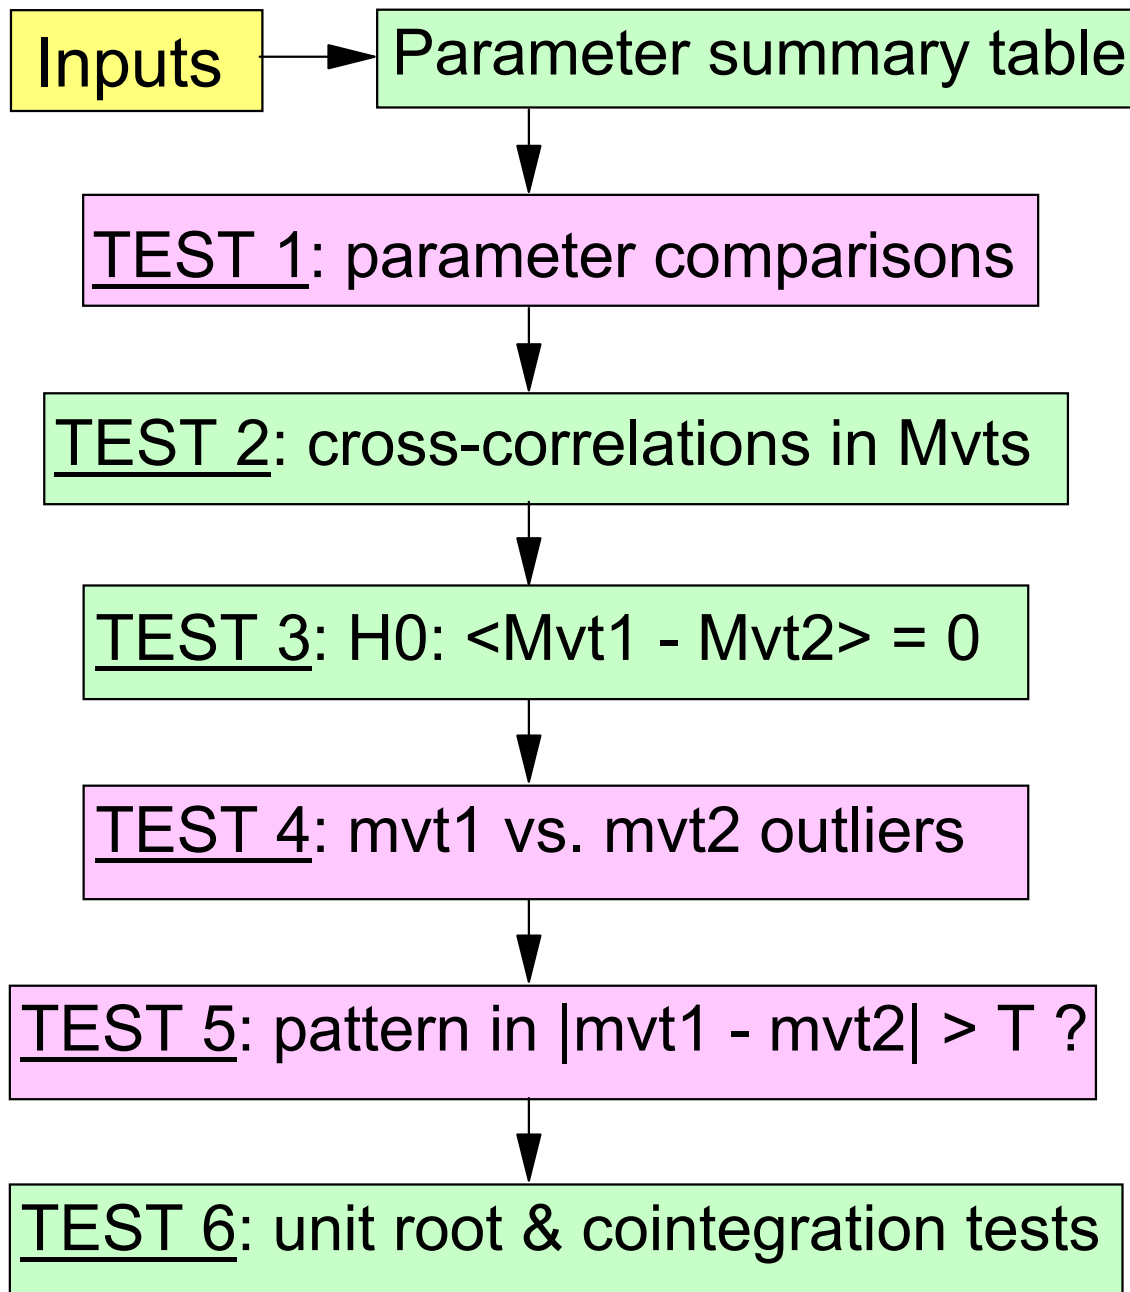 Inputs
Parameter summary table
TEST 1: parameter comparisons
TEST 2: cross-correlations in Mvts
TEST 3: H0: <Mvt1 - Mvt2> = 0
TEST 4: mvt1 vs. mvt2 outliers
TEST 5: pattern in |mvt1 - mvt2| > T ?
TEST 6: unit root & cointegration tests